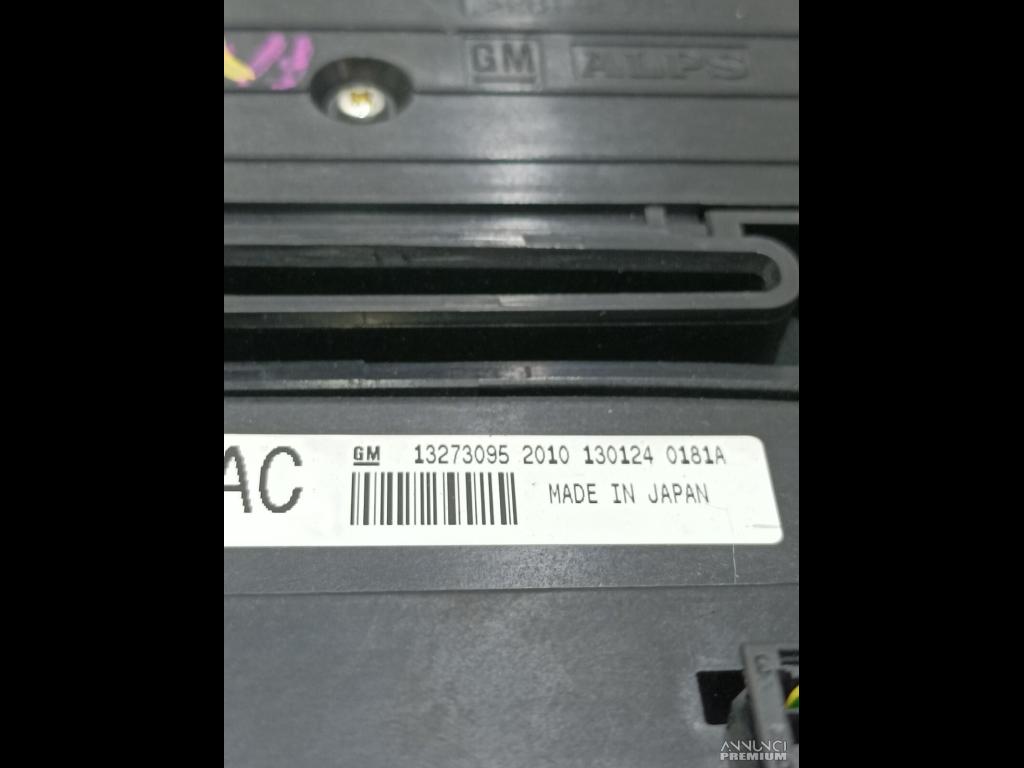 GM ALPS
AC
GM 13273095 2010 130124 0181A
MADE IN JAPAN
ANNUNCI
PREMIUM